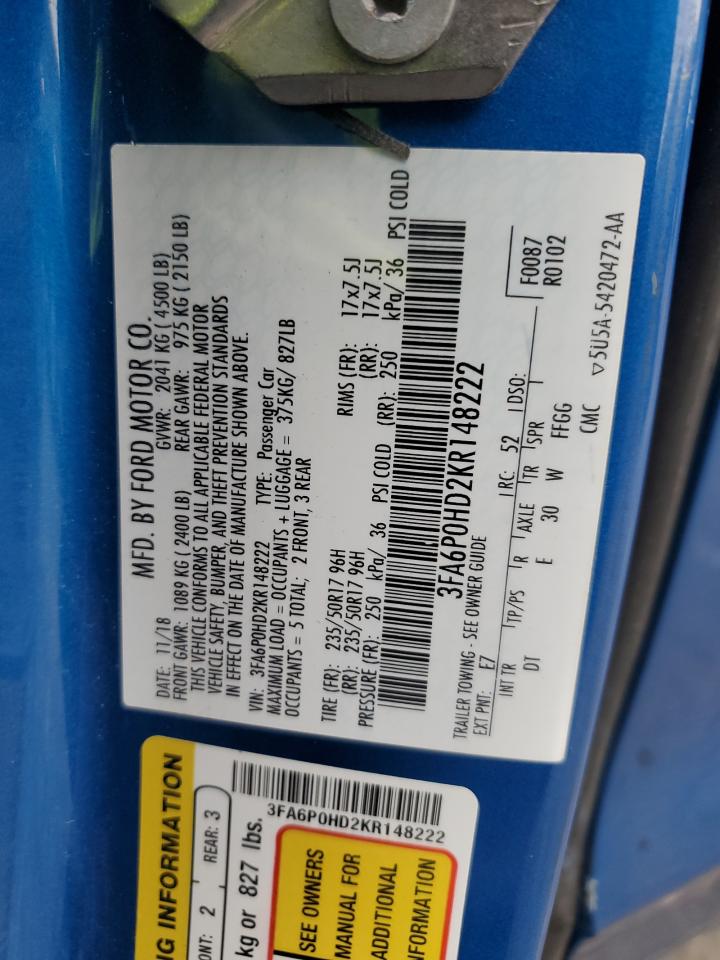 MFD. BY FORD MOTOR CO.
DATE: 11/18 GVWR: 2041 KG ( 4500 LB)
FRONT GAWR: 1089 KG ( 2400 LB) REAR GAWR: 975 KG ( 2150 LB)
THIS VEHICLE CONFORMS TO ALL APPLICABLE FEDERAL MOTOR
VEHICLE SAFETY, BUMPER, AND THEFT PREVENTION STANDARDS
IN EFFECT ON THE DATE OF MANUFACTURE SHOWN ABOVE.
VIN: 3FA6P0HD2KR148222 TYPE: Passenger Car
MAXIMUM LOAD = OCCUPANTS + LUGGAGE = 375KG/ 827LB
OCCUPANTS = 5 TOTAL; 2 FRONT, 3 REAR
TIRE (FR): 235/50R17 96H RIMS (FR): 17x7.5J
(RR): 235/50R17 96H (RR): 17x7.5J
PRESSURE (FR): 250 kPa/ 36 PSI COLD (RR): 250 kPa/ 36 PSI COLD
3FA6P0HD2KR148222
TRAILER TOWING - SEE OWNER GUIDE
EXT PNT: E7 RC: 52 DSO: F0087
R0102
INT TR TP/PS R AXLE TR SPR
DT E 30 W FFGG
CMC ▽5U5A-5420472-AA
NG INFORMATION
ONT: 2 REAR: 3
kg or 827 lbs.
3FA6P0HD2KR148222
SEE OWNERS
MANUAL FOR
ADDITIONAL
NFORMATION